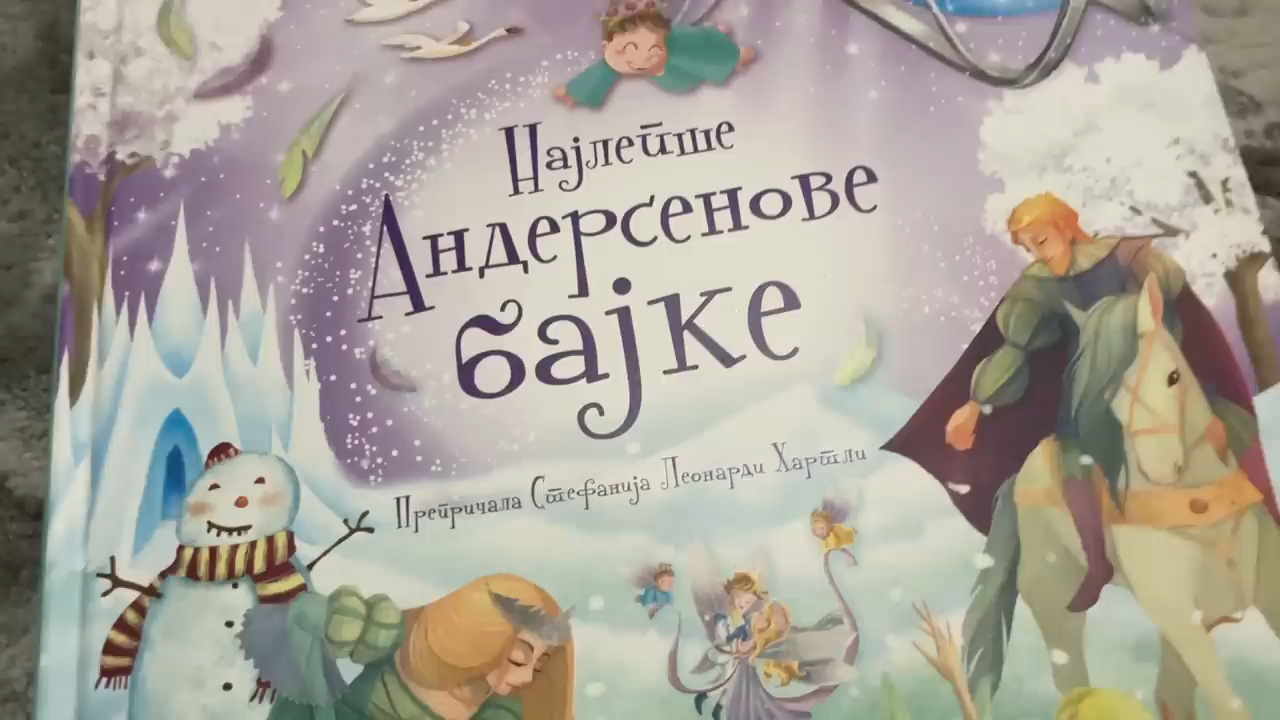 Најлепше
Андерсенове
бајке
Препричала Стефанија Леонарди Хартли